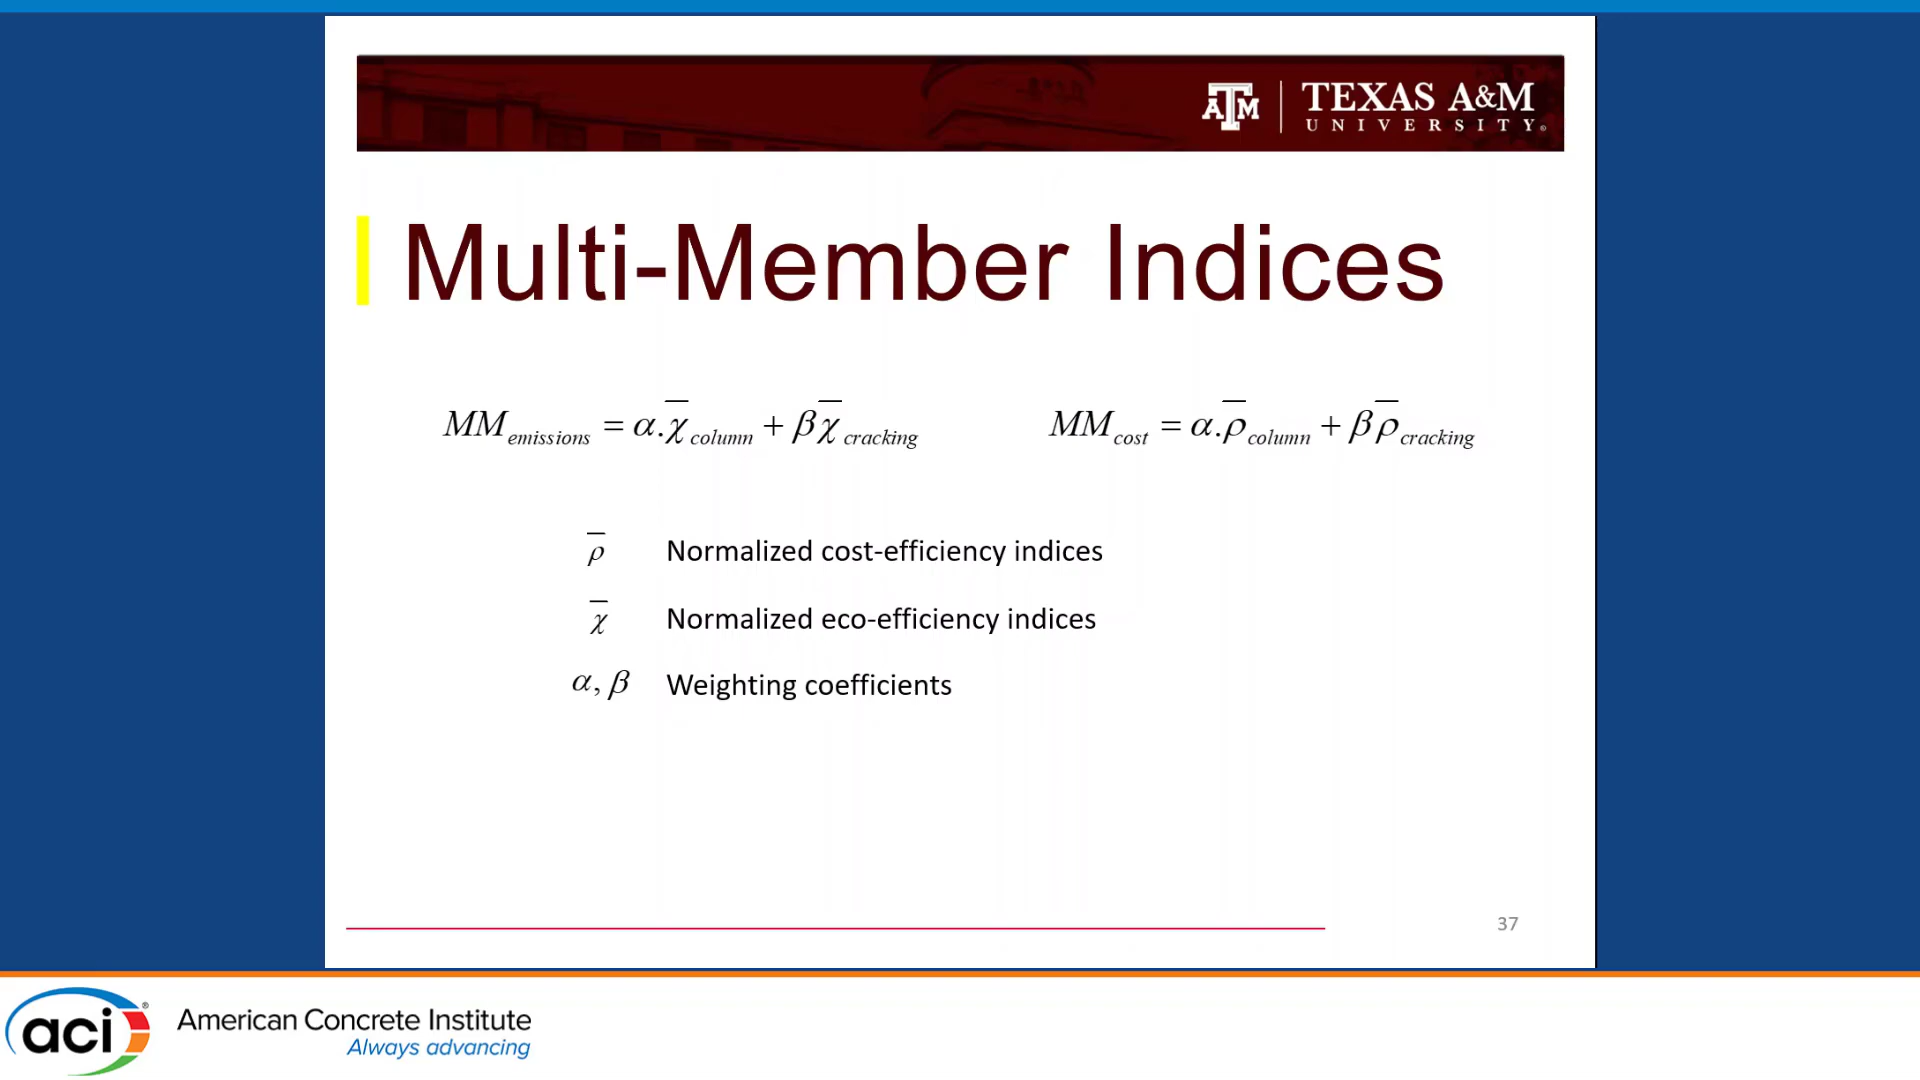 TEXAS A&M
UNIVERSITY®
Multi-Member Indices
MM_emissions = α.χ̅_column + βχ̅_cracking
MM_cost = α.ρ̅_column + βρ̅_cracking
ρ̅ Normalized cost-efficiency indices
χ̅ Normalized eco-efficiency indices
α, β Weighting coefficients
37
aci®
American Concrete Institute
Always advancing